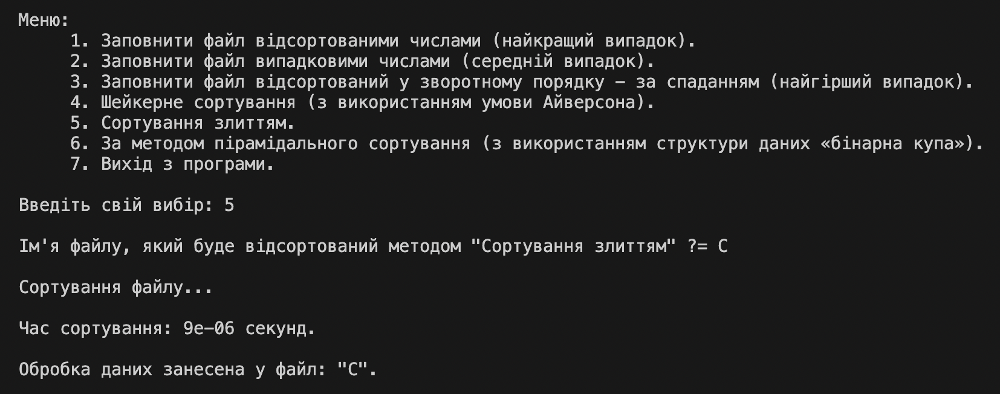 Меню:
1. Заповнити файл відсортованими числами (найкращий випадок).
2. Заповнити файл випадковими числами (середній випадок).
3. Заповнити файл відсортований у зворотному порядку – за спаданням (найгірший випадок).
4. Шейкерне сортування (з використанням умови Айверсона).
5. Сортування злиттям.
6. За методом пірамідального сортування (з використанням структури даних «бінарна купа»).
7. Вихід з програми.
Введіть свій вибір: 5
Ім'я файлу, який буде відсортований методом "Сортування злиттям" ?= C
Сортування файлу...
Час сортування: 9e-06 секунд.
Обробка даних занесена у файл: "C".